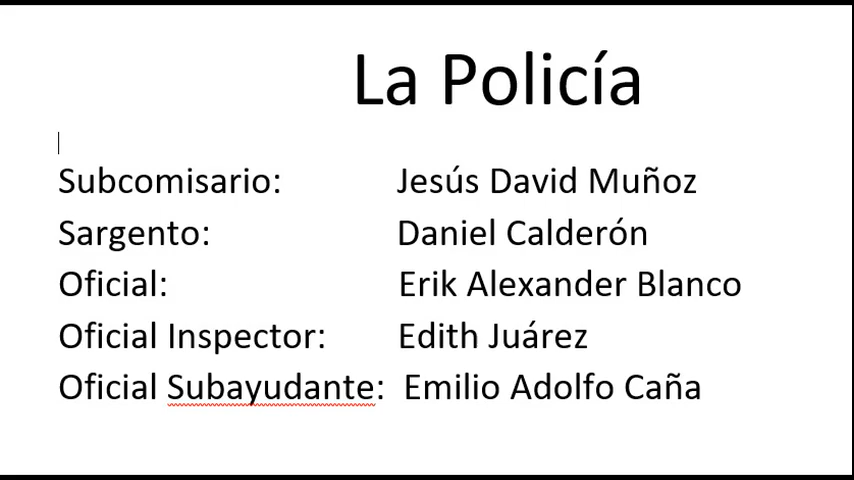 La Policía
Subcomisario: Jesús David Muñoz
Sargento: Daniel Calderón
Oficial: Erik Alexander Blanco
Oficial Inspector: Edith Juárez
Oficial Subayudante: Emilio Adolfo Caña